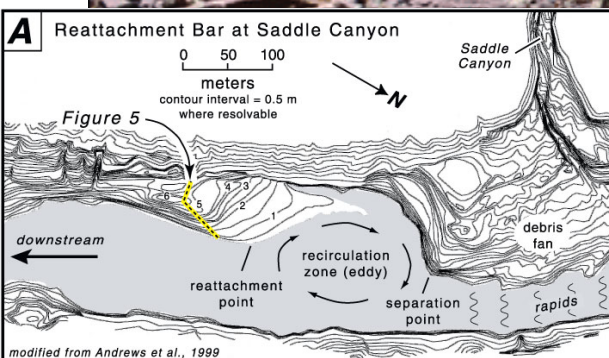 A Reattachment Bar at Saddle Canyon
0 50 100
meters
contour interval = 0.5 m
where resolvable
N
Saddle
Canyon
Figure 5
6
5
4
3
2
1
debris
fan
downstream
recirculation
zone (eddy)
reattachment
point
separation
point
rapids
modified from Andrews et al., 1999